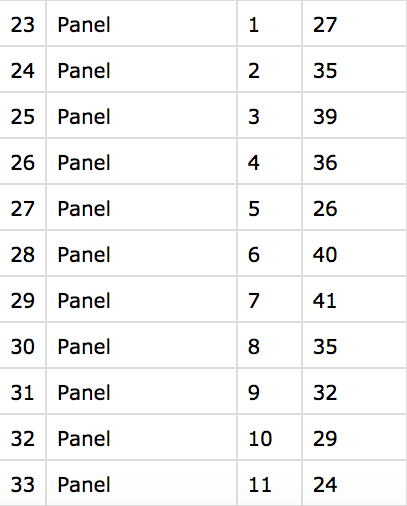 23 Panel 1 27
24 Panel 2 35
25 Panel 3 39
26 Panel 4 36
27 Panel 5 26
28 Panel 6 40
29 Panel 7 41
30 Panel 8 35
31 Panel 9 32
32 Panel 10 29
33 Panel 11 24